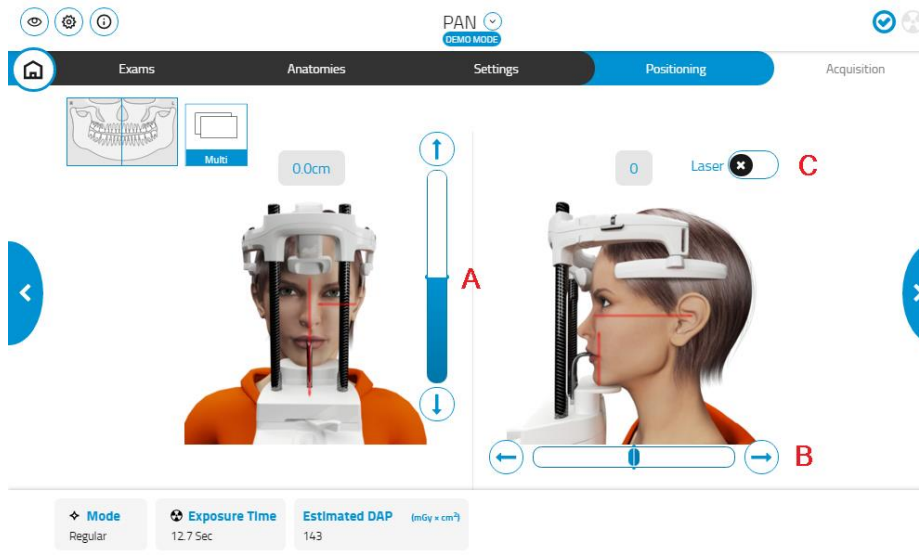 PAN
DEMO MODE
Exams
Anatomies
Settings
Positioning
Acquisition
R L
Multi
0.0cm
0
Laser
C
A
B
Mode
Regular
Exposure Time
12.7 Sec
Estimated DAP (mGy × cm²)
143